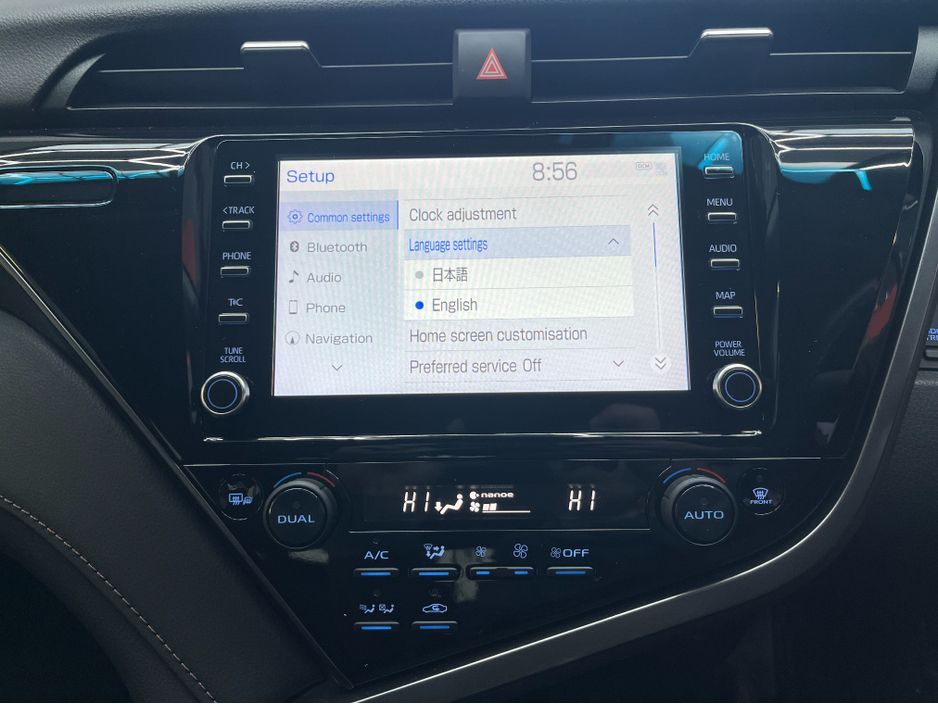 CH >
< TRACK
PHONE
T C
TUNE
SCROLL
Setup
8:56
DCM
Common settings
Bluetooth
Audio
Phone
Navigation
Clock adjustment
Language settings
日本語
English
Home screen customisation
Preferred service Off
HOME
MENU
AUDIO
MAP
POWER
VOLUME
DUAL
HI
nanoe
HI
AUTO
FRONT
A/C
OFF